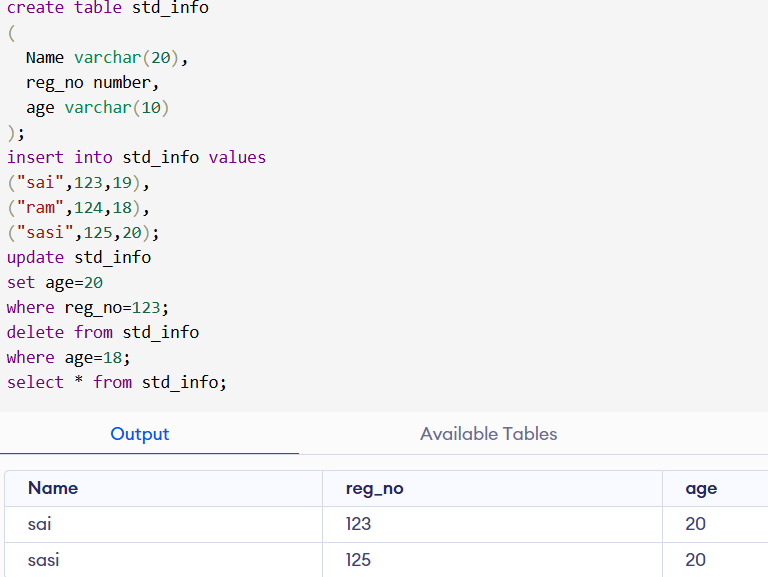 create table std_info
(
  Name varchar(20),
  reg_no number,
  age varchar(10)
);
insert into std_info values
("sai",123,19),
("ram",124,18),
("sasi",125,20);
update std_info
set age=20
where reg_no=123;
delete from std_info
where age=18;
select * from std_info;
Output Available Tables
Name reg_no age
sai 123 20
sasi 125 20